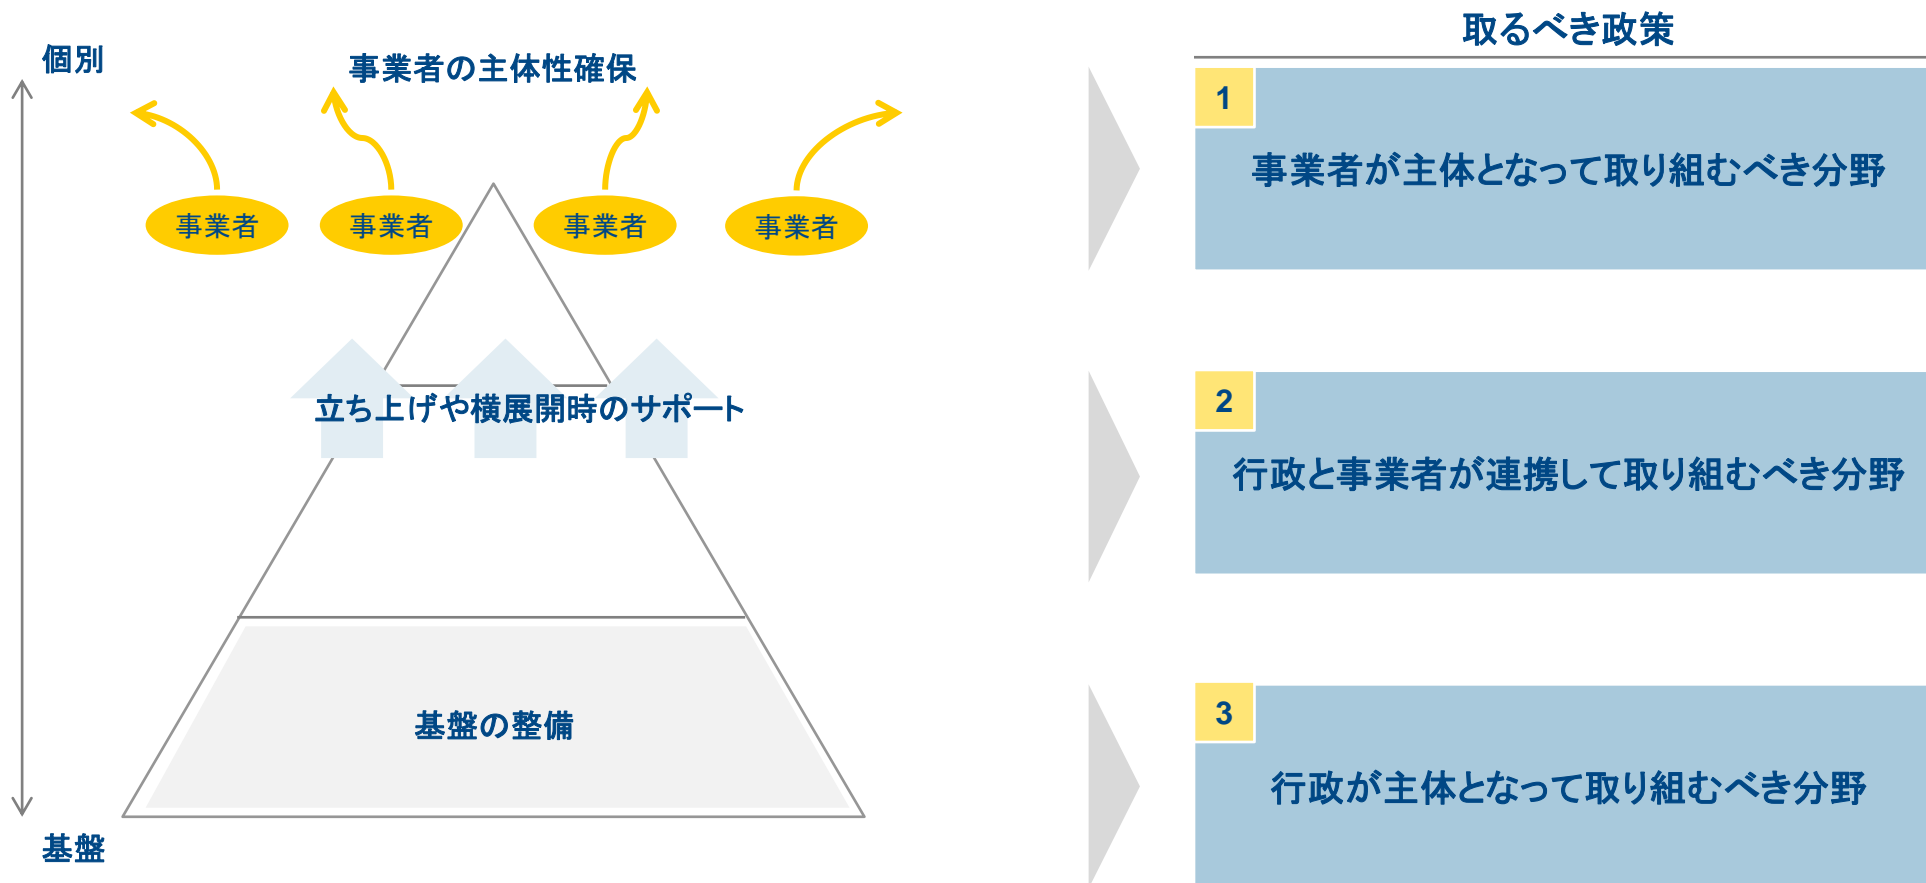 個別
事業者の主体性確保
事業者
事業者
事業者
事業者
立ち上げや横展開時のサポート
基盤の整備
基盤
取るべき政策
1
事業者が主体となって取り組むべき分野
2
行政と事業者が連携して取り組むべき分野
3
行政が主体となって取り組むべき分野